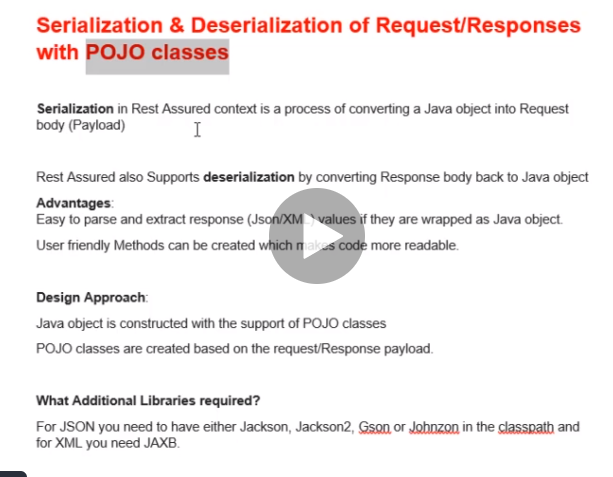 Serialization & Deserialization of Request/Responses
with POJO classes
Serialization in Rest Assured context is a process of converting a Java object into Request
body (Payload)
Rest Assured also Supports deserialization by converting Response body back to Java object
Advantages:
Easy to parse and extract response (Json/XML) values if they are wrapped as Java object.
User friendly Methods can be created which makes code more readable.
Design Approach:
Java object is constructed with the support of POJO classes
POJO classes are created based on the request/Response payload.
What Additional Libraries required?
For JSON you need to have either Jackson, Jackson2, Gson or Johnzon in the classpath and
for XML you need JAXB.